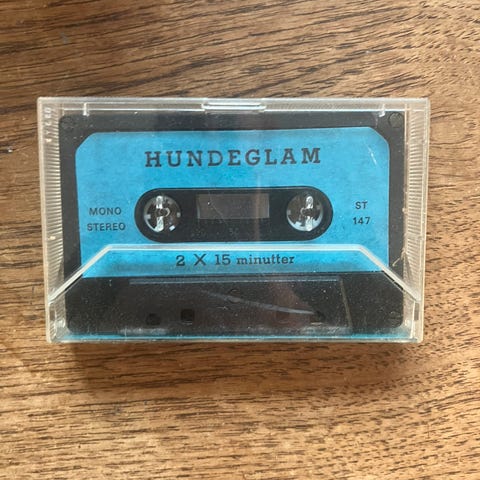 HUNDEGLAM
MONO
STEREO
ST
147
2 X 15 minutter